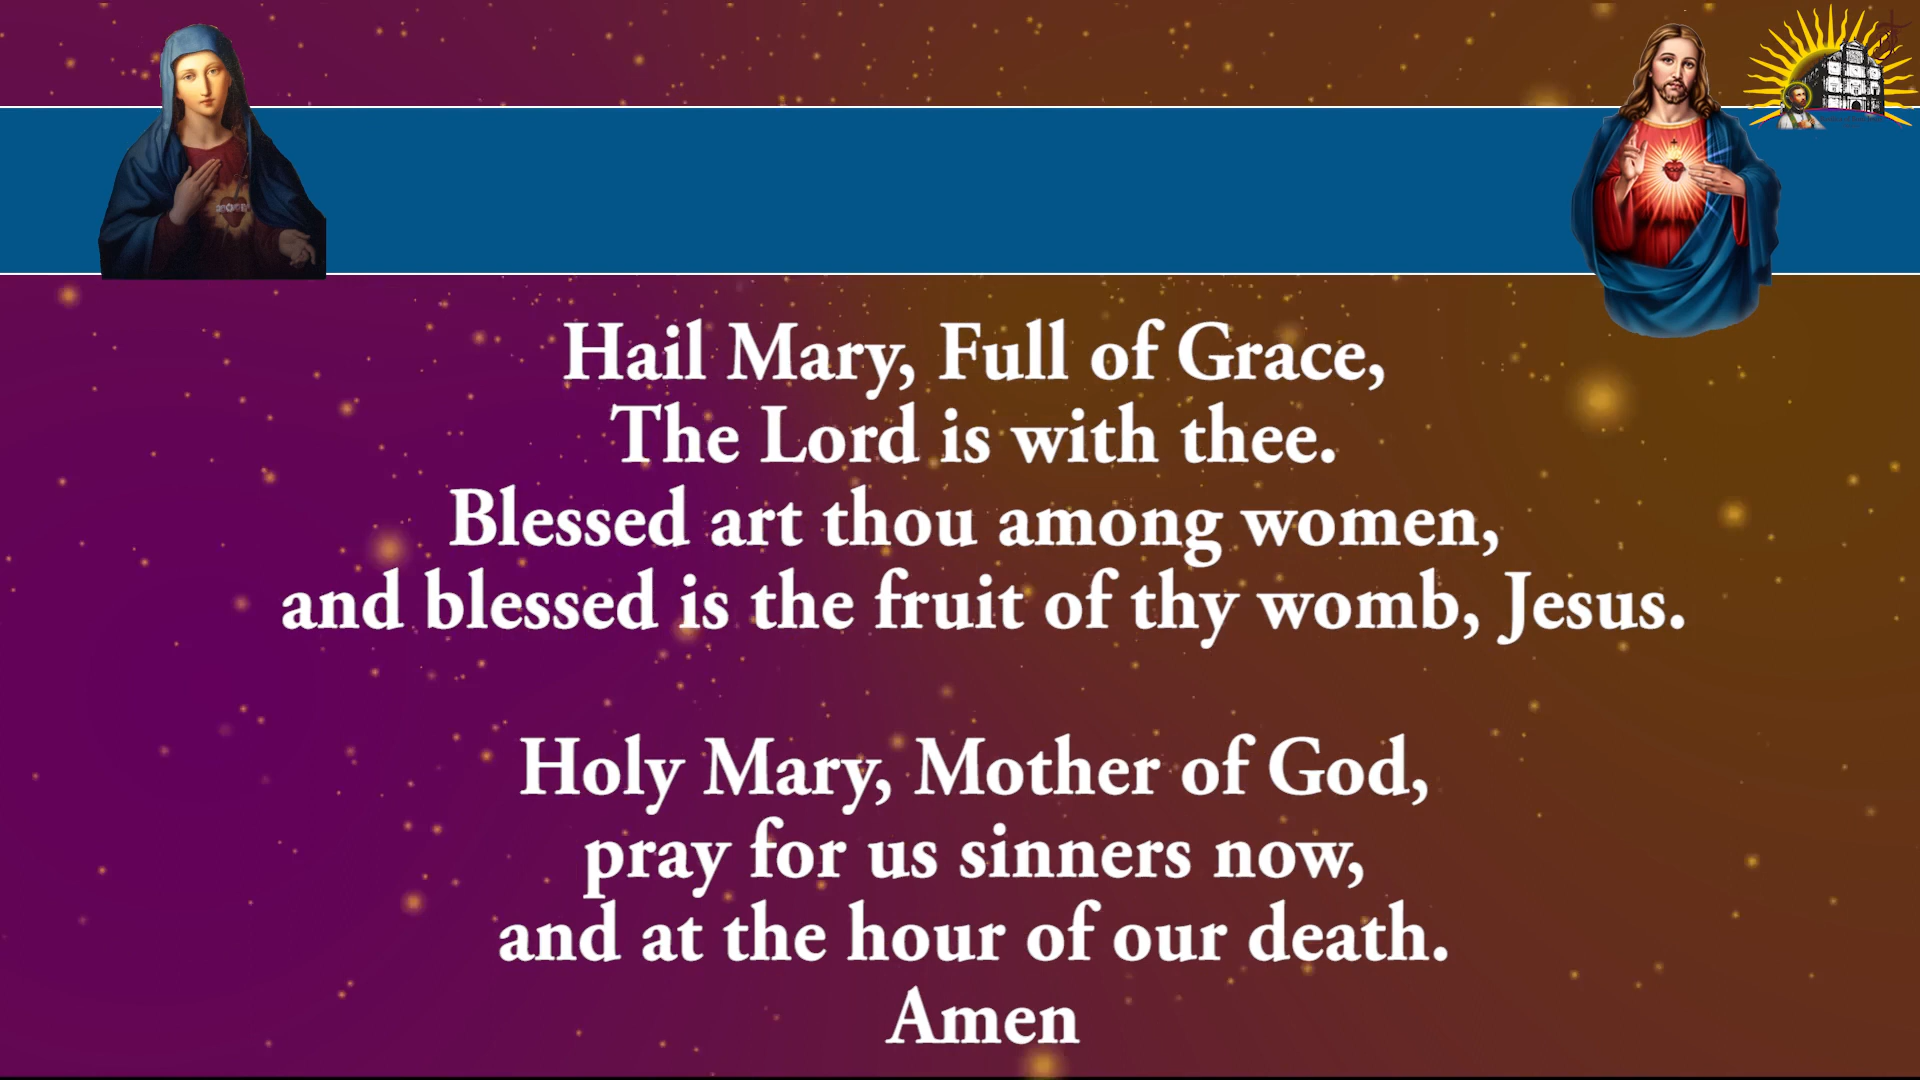 Hail Mary, Full of Grace,
The Lord is with thee.
Blessed art thou among women,
and blessed is the fruit of thy womb, Jesus.
Holy Mary, Mother of God,
pray for us sinners now,
and at the hour of our death.
Amen